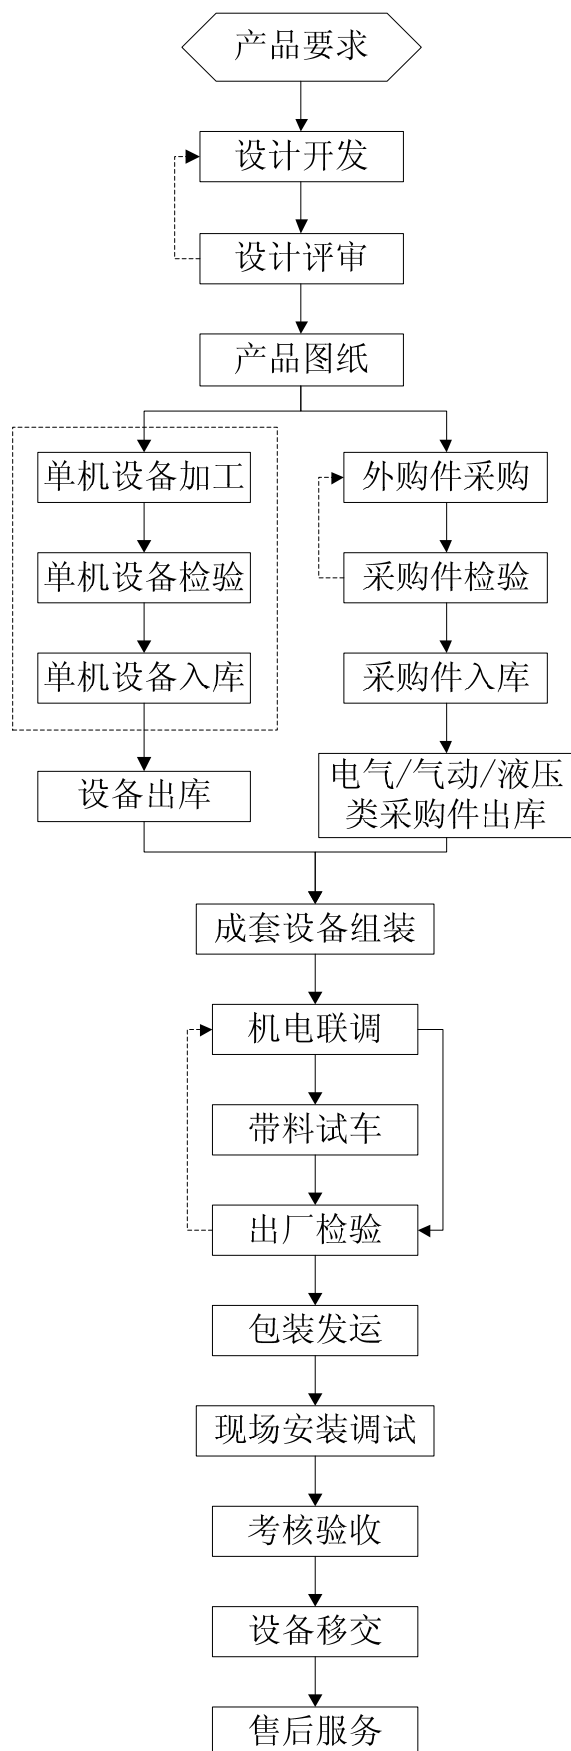 产品要求
设计开发
设计评审
产品图纸
单机设备加工
外购件采购
单机设备检验
采购件检验
单机设备入库
采购件入库
设备出库
电气/气动/液压
类采购件出库
成套设备组装
机电联调
带料试车
出厂检验
包装发运
现场安装调试
考核验收
设备移交
售后服务